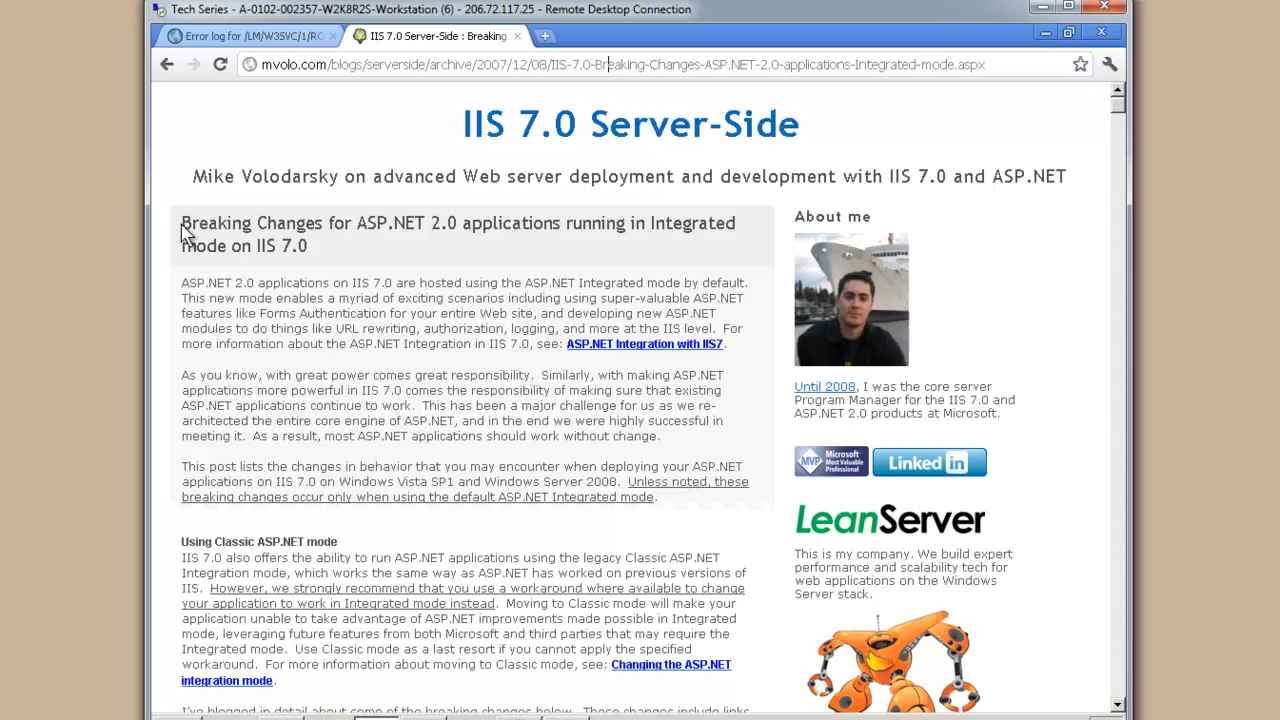 Tech Series - A-0102-002357-W2K8R2S-Workstation (6) - 206.72.117.25 - Remote Desktop Connection
Error log for /LM/W3SVC/1/RO
IIS 7.0 Server-Side : Breaking
mvolo.com/blogs/serverside/archive/2007/12/08/IIS-7.0-Breaking-Changes-ASP.NET-2.0-applications-Integrated-mode.aspx
IIS 7.0 Server-Side
Mike Volodarsky on advanced Web server deployment and development with IIS 7.0 and ASP.NET
Breaking Changes for ASP.NET 2.0 applications running in Integrated
mode on IIS 7.0
ASP.NET 2.0 applications on IIS 7.0 are hosted using the ASP.NET Integrated mode by default.
This new mode enables a myriad of exciting scenarios including using super-valuable ASP.NET
features like Forms Authentication for your entire Web site, and developing new ASP.NET
modules to do things like URL rewriting, authorization, logging, and more at the IIS level.  For
more information about the ASP.NET Integration in IIS 7.0, see: ASP.NET Integration with IIS7.
As you know, with great power comes great responsibility.  Similarly, with making ASP.NET
applications more powerful in IIS 7.0 comes the responsibility of making sure that existing
ASP.NET applications continue to work.  This has been a major challenge for us as we re-
architected the entire core engine of ASP.NET, and in the end we were highly successful in
meeting it.  As a result, most ASP.NET applications should work without change.
This post lists the changes in behavior that you may encounter when deploying your ASP.NET
applications on IIS 7.0 on Windows Vista SP1 and Windows Server 2008.  Unless noted, these
breaking changes occur only when using the default ASP.NET Integrated mode.
Using Classic ASP.NET mode
IIS 7.0 also offers the ability to run ASP.NET applications using the legacy Classic ASP.NET
Integration mode, which works the same way as ASP.NET has worked on previous versions of
IIS.  However, we strongly recommend that you use a workaround where available to change
your application to work in Integrated mode instead.  Moving to Classic mode will make your
application unable to take advantage of ASP.NET improvements made possible in Integrated
mode, leveraging future features from both Microsoft and third parties that may require the
Integrated mode.  Use Classic mode as a last resort if you cannot apply the specified
workaround.  For more information about moving to Classic mode, see: Changing the ASP.NET
integration mode.
I've blogged in detail about some of the breaking changes below.  These changes include links
About me
Until 2008, I was the core server
Program Manager for the IIS 7.0 and
ASP.NET 2.0 products at Microsoft.
MVP Microsoft
Most Valuable
Professional
Linked in
LeanServer
This is my company. We build expert
performance and scalability tech for
web applications on the Windows
Server stack.